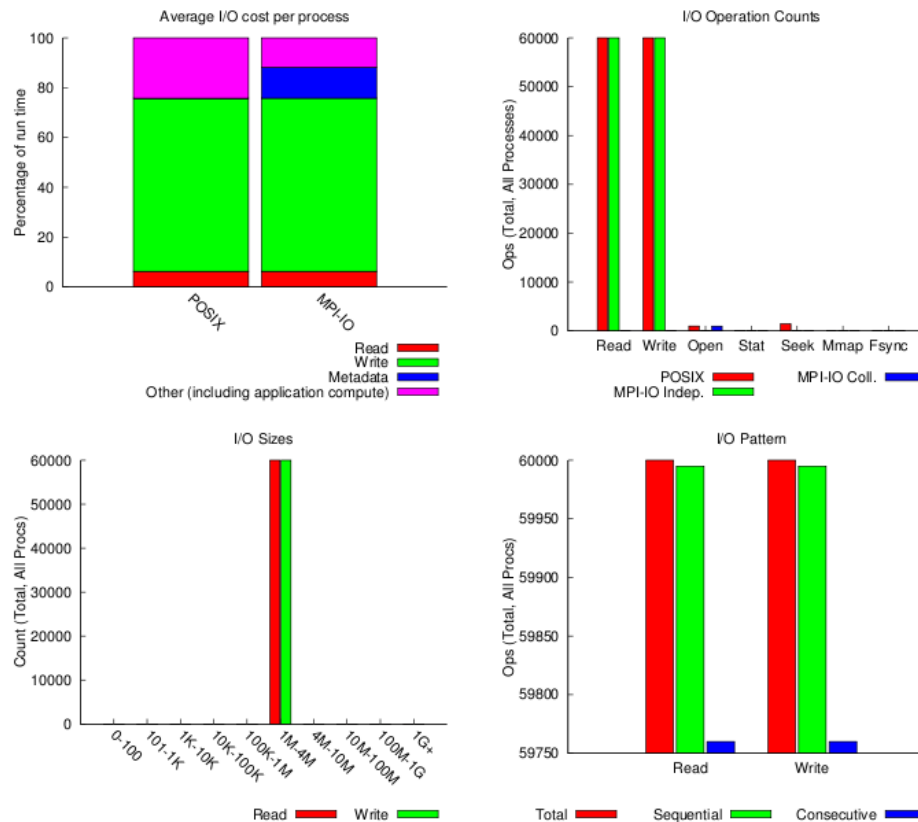 Average I/O cost per process
100
80
60
40
20
0
Percentage of run time
POSIX
MPI-IO
Read
Write
Metadata
Other (including application compute)
I/O Operation Counts
60000
50000
40000
30000
20000
10000
0
Ops (Total, All Processes)
Read Write Open Stat Seek Mmap Fsync
POSIX
MPI-IO Indep.
MPI-IO Coll.
I/O Sizes
60000
50000
40000
30000
20000
10000
0
Count (Total, All Procs)
0-100
101-1K
1K-10K
10K-100K
100K-1M
1M-4M
4M-10M
10M-100M
100M-1G
1G+
Read Write
I/O Pattern
60000
59950
59900
59850
59800
59750
Ops (Total, All Procs)
Read Write
Total Sequential Consecutive